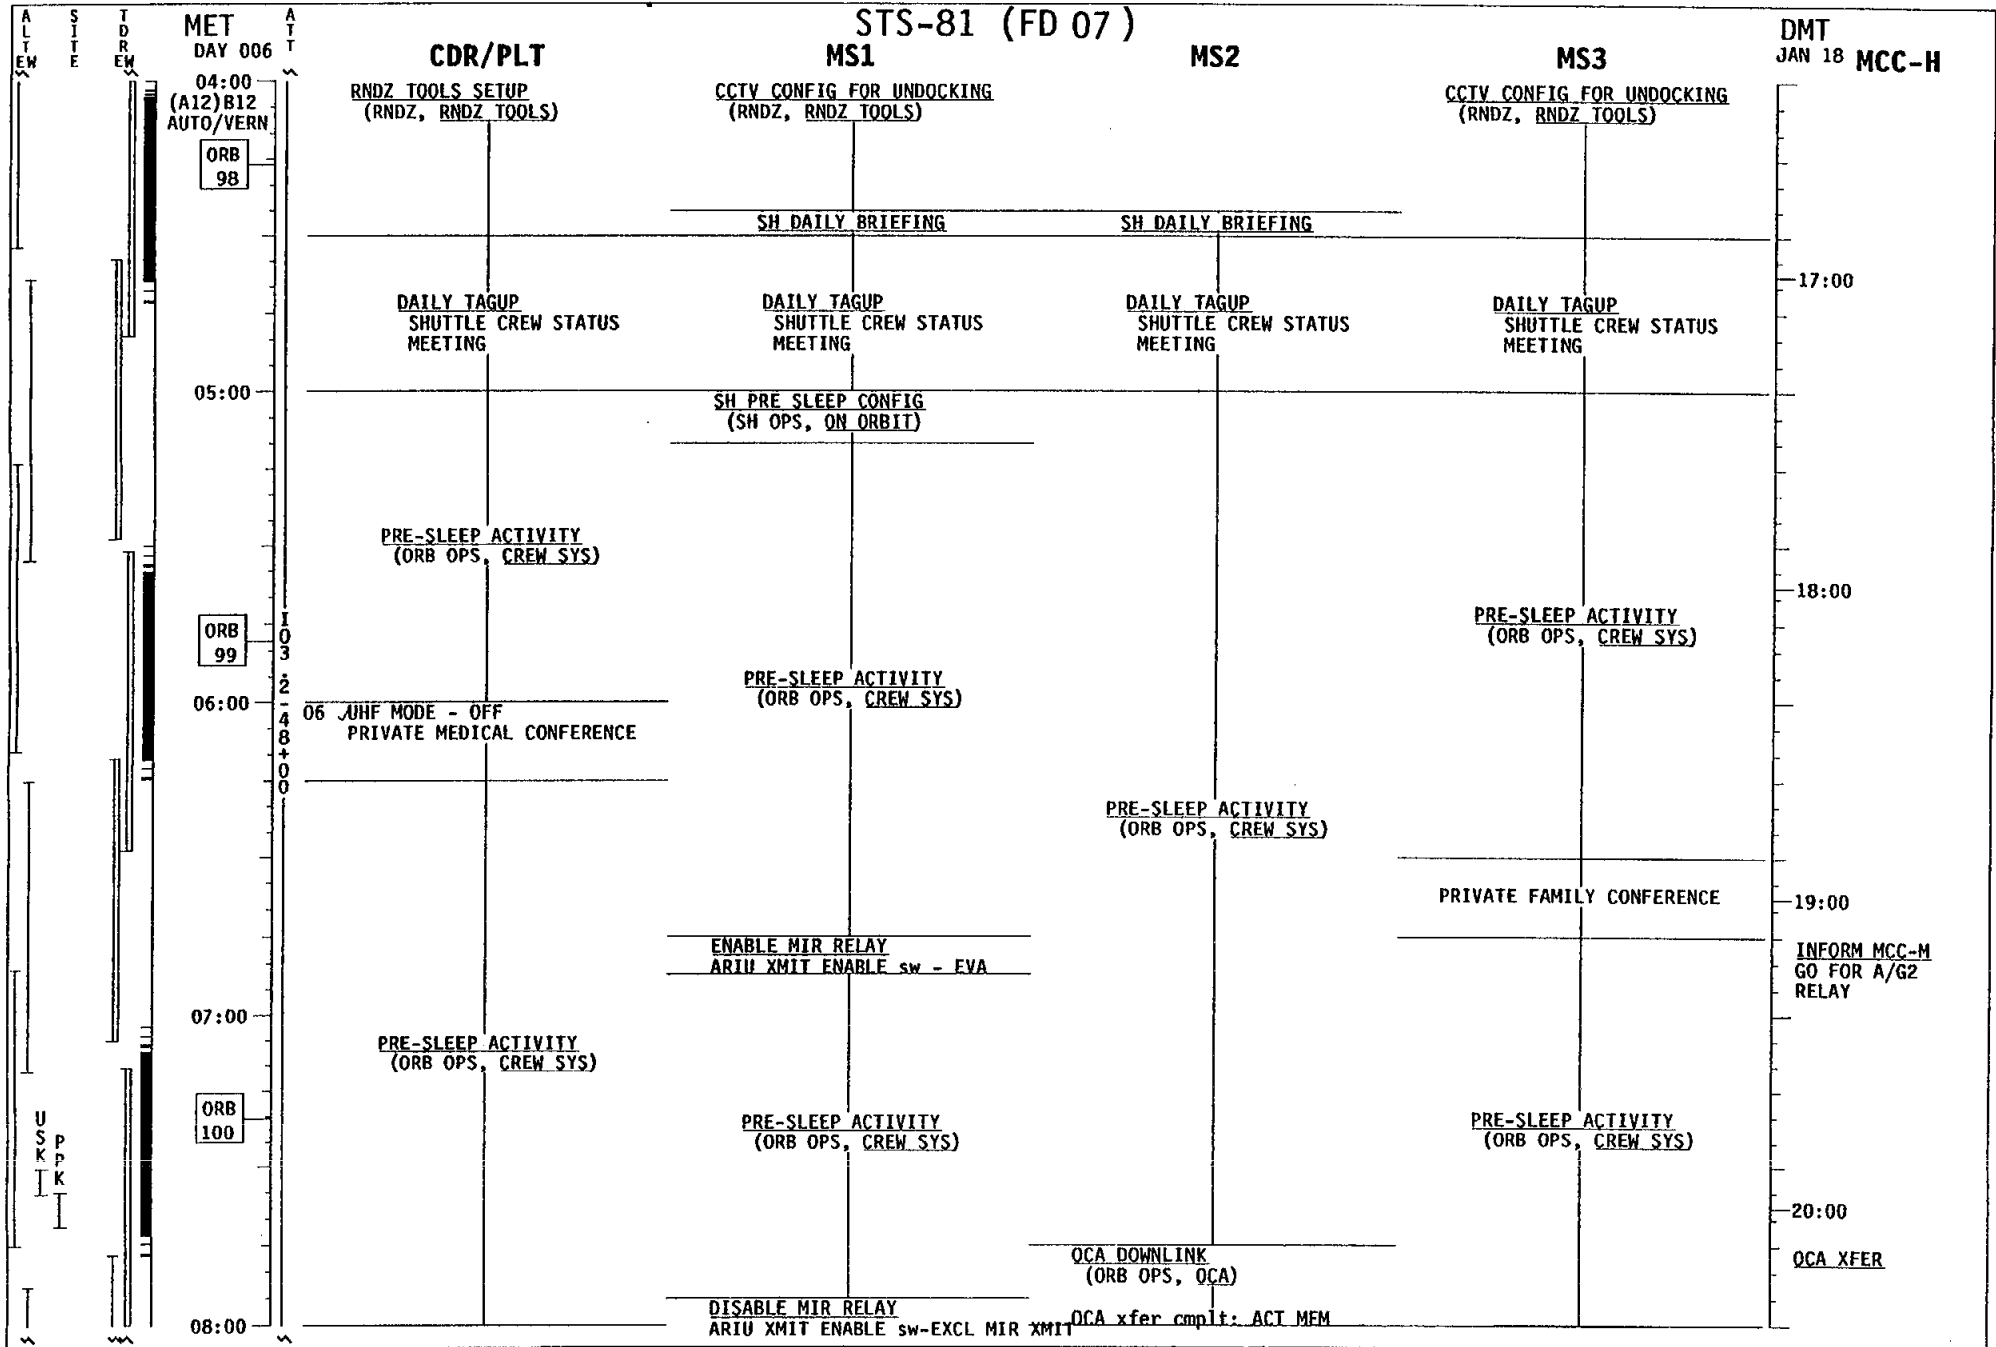 STS-81 (FD 07)
ALT
EW
SITE
TDR
EW
MET
DAY 006
ATT
CDR/PLT
MS1
MS2
MS3
DMT
JAN 18
MCC-H
04:00
(A12)B12
AUTO/VERN
ORB
98
RNDZ TOOLS SETUP
(RNDZ, RNDZ TOOLS)
CCTV CONFIG FOR UNDOCKING
(RNDZ, RNDZ TOOLS)
CCTV CONFIG FOR UNDOCKING
(RNDZ, RNDZ TOOLS)
SH DAILY BRIEFING
SH DAILY BRIEFING
17:00
DAILY TAGUP
SHUTTLE CREW STATUS
MEETING
DAILY TAGUP
SHUTTLE CREW STATUS
MEETING
DAILY TAGUP
SHUTTLE CREW STATUS
MEETING
DAILY TAGUP
SHUTTLE CREW STATUS
MEETING
05:00
SH PRE SLEEP CONFIG
(SH OPS, ON ORBIT)
PRE-SLEEP ACTIVITY
(ORB OPS, CREW SYS)
18:00
ORB
99
I03.2-48+00
PRE-SLEEP ACTIVITY
(ORB OPS, CREW SYS)
PRE-SLEEP ACTIVITY
(ORB OPS, CREW SYS)
06:00
06 √UHF MODE - OFF
PRIVATE MEDICAL CONFERENCE
PRE-SLEEP ACTIVITY
(ORB OPS, CREW SYS)
PRIVATE FAMILY CONFERENCE
19:00
ENABLE MIR RELAY
ARIU XMIT ENABLE sw - EVA
INFORM MCC-M
GO FOR A/G2
RELAY
07:00
PRE-SLEEP ACTIVITY
(ORB OPS, CREW SYS)
ORB
100
USK
PPK
PRE-SLEEP ACTIVITY
(ORB OPS, CREW SYS)
PRE-SLEEP ACTIVITY
(ORB OPS, CREW SYS)
20:00
OCA DOWNLINK
(ORB OPS, OCA)
OCA XFER
DISABLE MIR RELAY
ARIU XMIT ENABLE sw-EXCL MIR XMIT
OCA xfer cmplt: ACT MEM
08:00